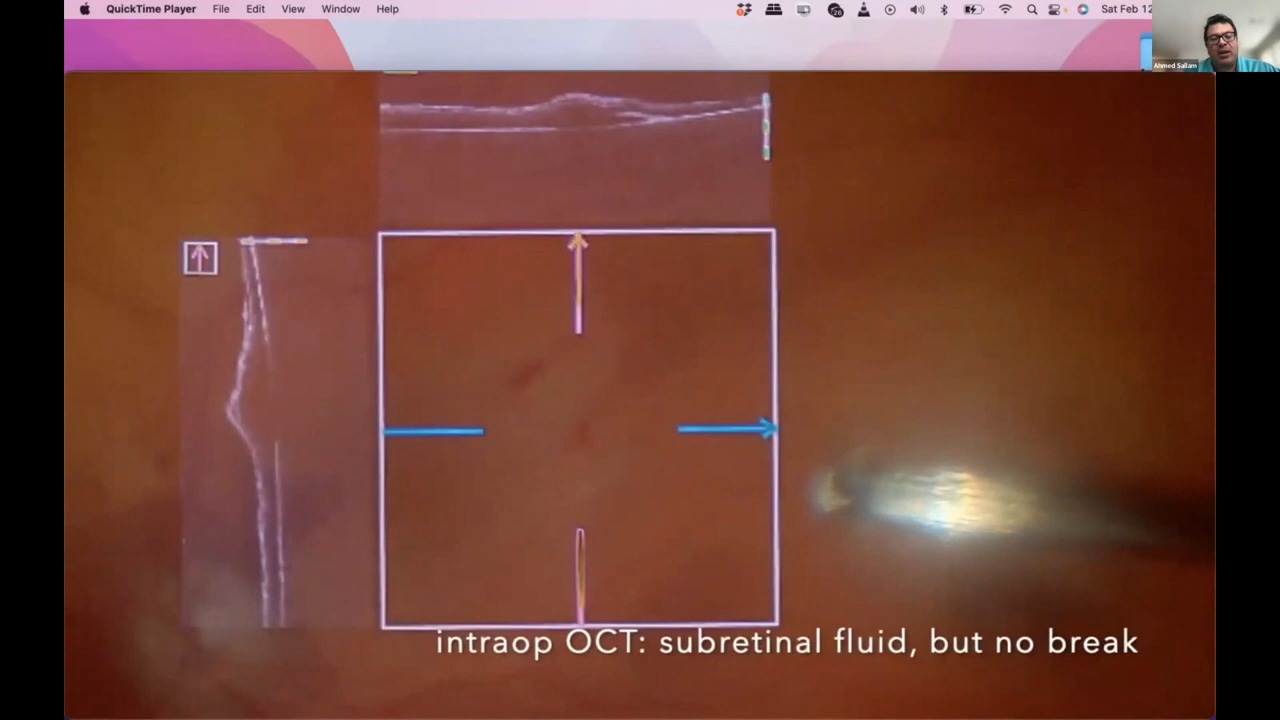 QuickTime Player File Edit View Window Help
Sat Feb 12
Ahmed Sallam
intraop OCT: subretinal fluid, but no break